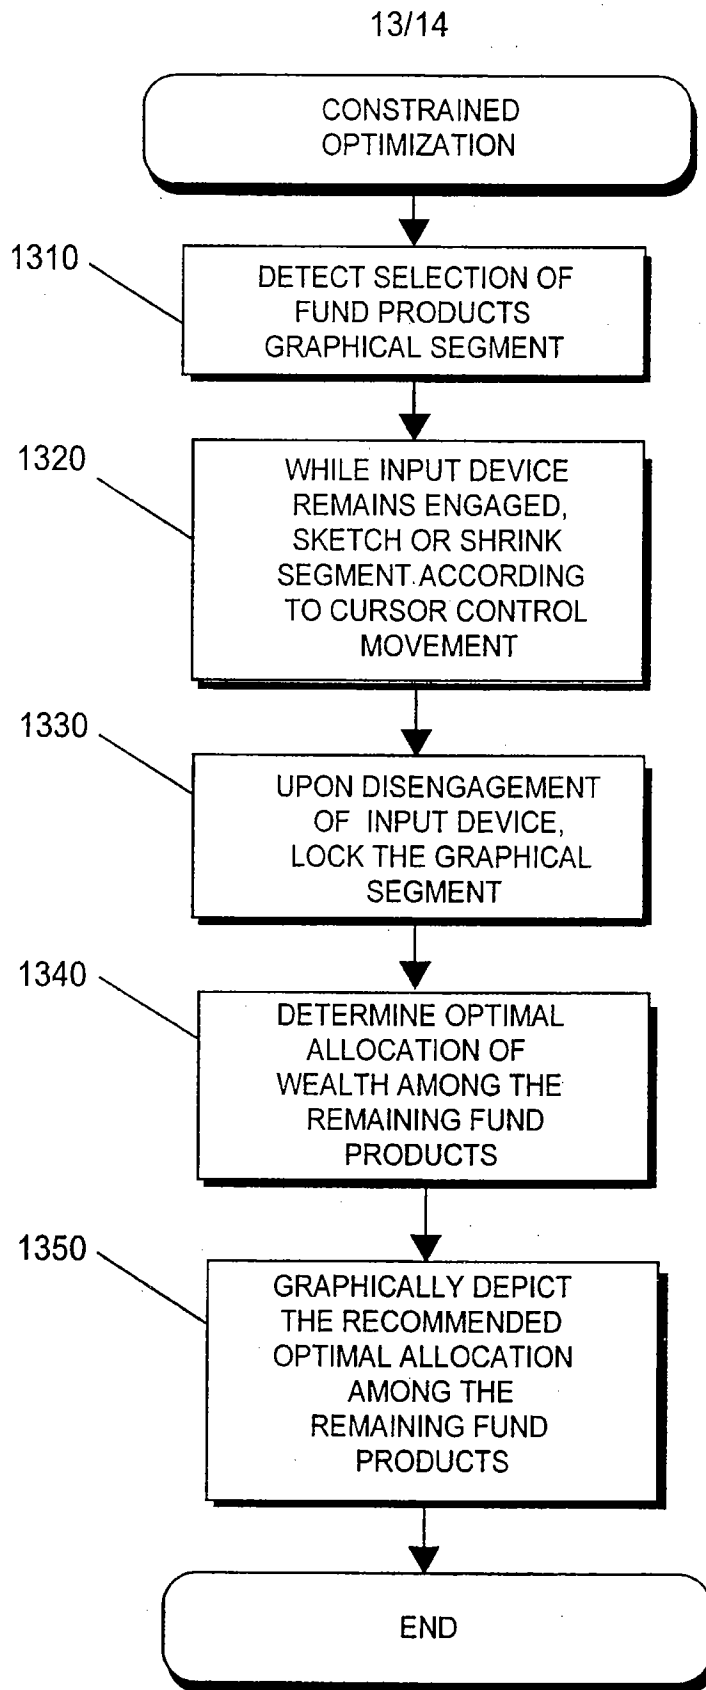 13/14
CONSTRAINED
OPTIMIZATION
1310
DETECT SELECTION OF
FUND PRODUCTS
GRAPHICAL SEGMENT
1320
WHILE INPUT DEVICE
REMAINS ENGAGED,
SKETCH OR SHRINK
SEGMENT ACCORDING
TO CURSOR CONTROL
MOVEMENT
1330
UPON DISENGAGEMENT
OF INPUT DEVICE,
LOCK THE GRAPHICAL
SEGMENT
1340
DETERMINE OPTIMAL
ALLOCATION OF
WEALTH AMONG THE
REMAINING FUND
PRODUCTS
1350
GRAPHICALLY DEPICT
THE RECOMMENDED
OPTIMAL ALLOCATION
AMONG THE
REMAINING FUND
PRODUCTS
END